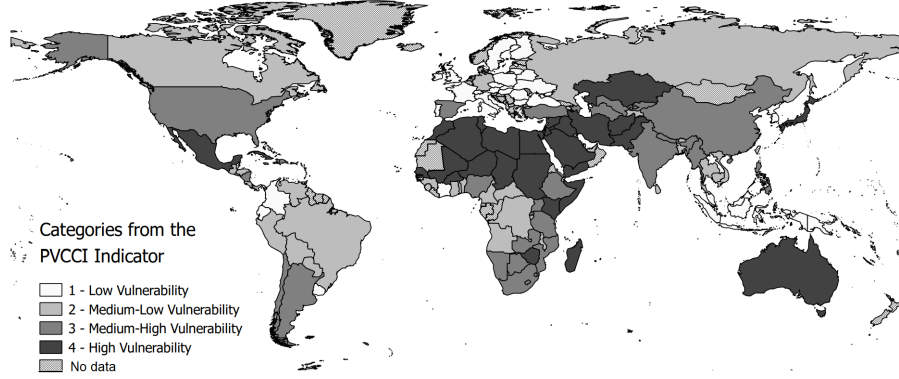 Categories from the
PVCCI Indicator
1 - Low Vulnerability
2 - Medium-Low Vulnerability
3 - Medium-High Vulnerability
4 - High Vulnerability
No data